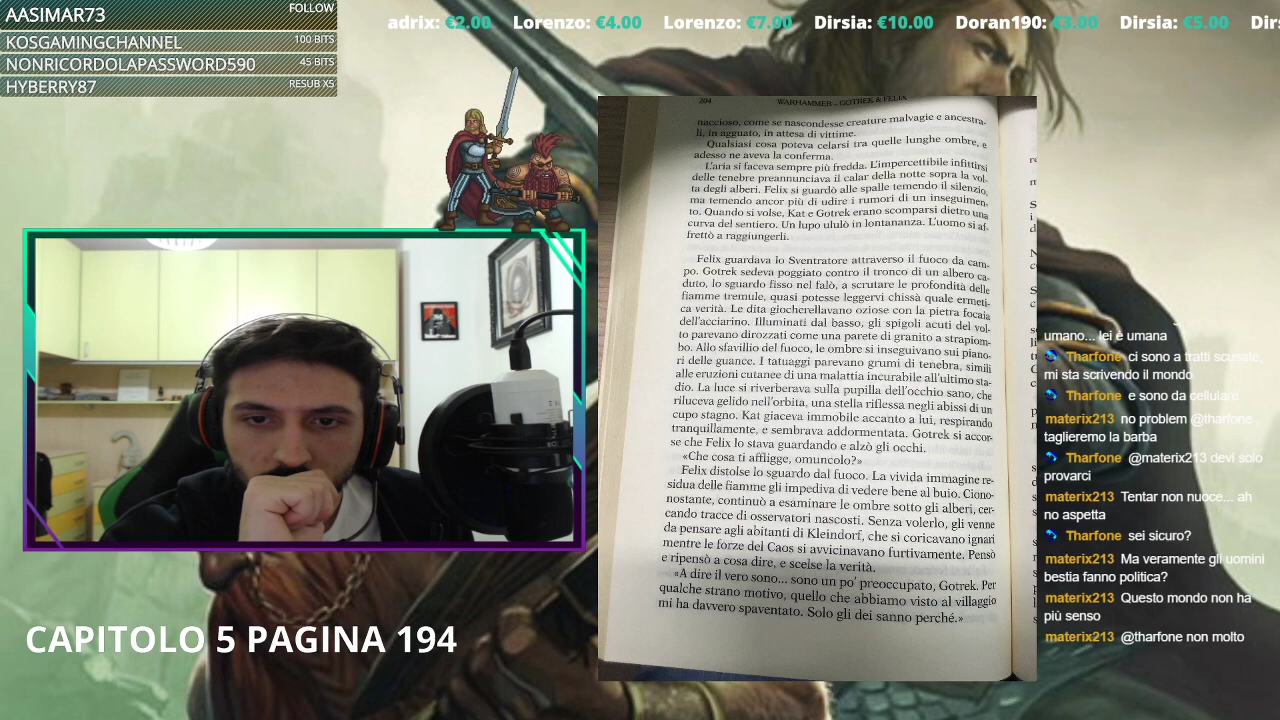 AASIMAR73 FOLLOW
KOSGAMINGCHANNEL 100 BITS
NONRICORDOLAPASSWORD590 45 BITS
HYBERRY87 RESUB X5
adrix: €2.00 Lorenzo: €4.00 Lorenzo: €7.00 Dirsia: €10.00 Doran190: €3.00 Dirsia: €5.00 Dirs
204 WARHAMMER – GOTREK & FELIX
naccioso, come se nascondesse creature malvagie e ancestra-
li, in agguato, in attesa di vittime.
Qualsiasi cosa poteva celarsi tra quelle lunghe ombre, e
adesso ne aveva la conferma.
L'aria si faceva sempre più fredda. L'impercettibile infittirsi
delle tenebre preannunciava il calar della notte sopra la vol-
ta degli alberi. Felix si guardò alle spalle temendo il silenzio,
ma temendo ancor più di udire i rumori di un inseguimen-
to. Quando si volse, Kat e Gotrek erano scomparsi dietro una
curva del sentiero. Un lupo ululò in lontananza. L'uomo si af-
frettò a raggiungerli.
Felix guardava lo Sventratore attraverso il fuoco da cam-
po. Gotrek sedeva poggiato contro il tronco di un albero ca-
duto, lo sguardo fisso nel falò, a scrutare le profondità delle
fiamme tremule, quasi potesse leggervi chissà quale ermeti-
ca verità. Le dita giocherellavano oziose con la pietra focaia
dell'acciarino. Illuminati dal basso, gli spigoli acuti del vol-
to parevano dirozzati come una parete di granito a strapiom-
bo. Allo sfavillio del fuoco, le ombre si inseguivano sui piano-
ri delle guance. I tatuaggi parevano grumi di tenebra, simili
alle eruzioni cutanee di una malattia incurabile all'ultimo sta-
dio. La luce si riverberava sulla pupilla dell'occhio sano, che
riluceva gelido nell'orbita, una stella riflessa negli abissi di un
cupo stagno. Kat giaceva immobile accanto a lui, respirando
tranquillamente, e sembrava addormentata. Gotrek si accor-
se che Felix lo stava guardando e alzò gli occhi.
«Che cosa ti affligge, omuncolo?»
Felix distolse lo sguardo dal fuoco. La vivida immagine re-
sidua delle fiamme gli impediva di vedere bene al buio. Ciono-
nostante, continuò a esaminare le ombre sotto gli alberi, cer-
cando tracce di osservatori nascosti. Senza volerlo, gli venne
da pensare agli abitanti di Kleindorf, che si coricavano ignari
mentre le forze del Caos si avvicinavano furtivamente. Pensò
e ripensò a cosa dire, e scelse la verità.
«A dire il vero sono... sono un po' preoccupato, Gotrek. Per
qualche strano motivo, quello che abbiamo visto al villaggio
mi ha davvero spaventato. Solo gli dei sanno perché.»
umano... lei è umana
Tharfone ci sono a tratti scusate,
mi sta scrivendo il mondo
Tharfone e sono da cellulare
materix213 no problem @tharfone
taglieremo la barba
Tharfone @materix213 devi solo
provarci
materix213 Tentar non nuoce... ah
no aspetta
Tharfone sei sicuro?
materix213 Ma veramente gli uomini
bestia fanno politica?
materix213 Questo mondo non ha
più senso
materix213 @tharfone non molto
CAPITOLO 5 PAGINA 194